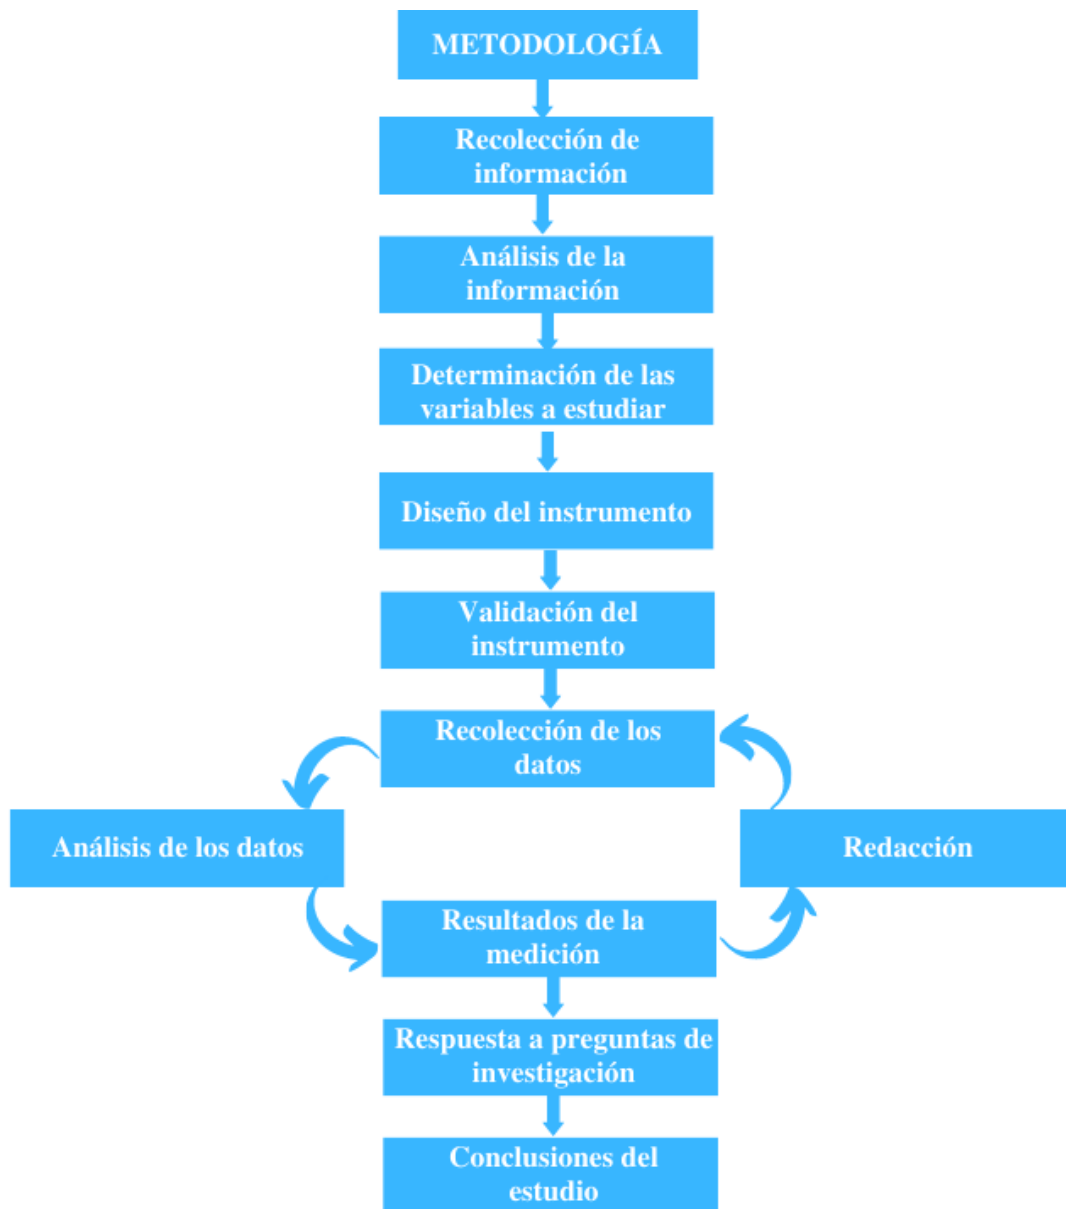 METODOLOGÍA
Recolección de
información
Análisis de la
información
Determinación de las
variables a estudiar
Diseño del instrumento
Validación del
instrumento
Recolección de los
datos
Análisis de los datos
Redacción
Resultados de la
medición
Respuesta a preguntas de
investigación
Conclusiones del
estudio